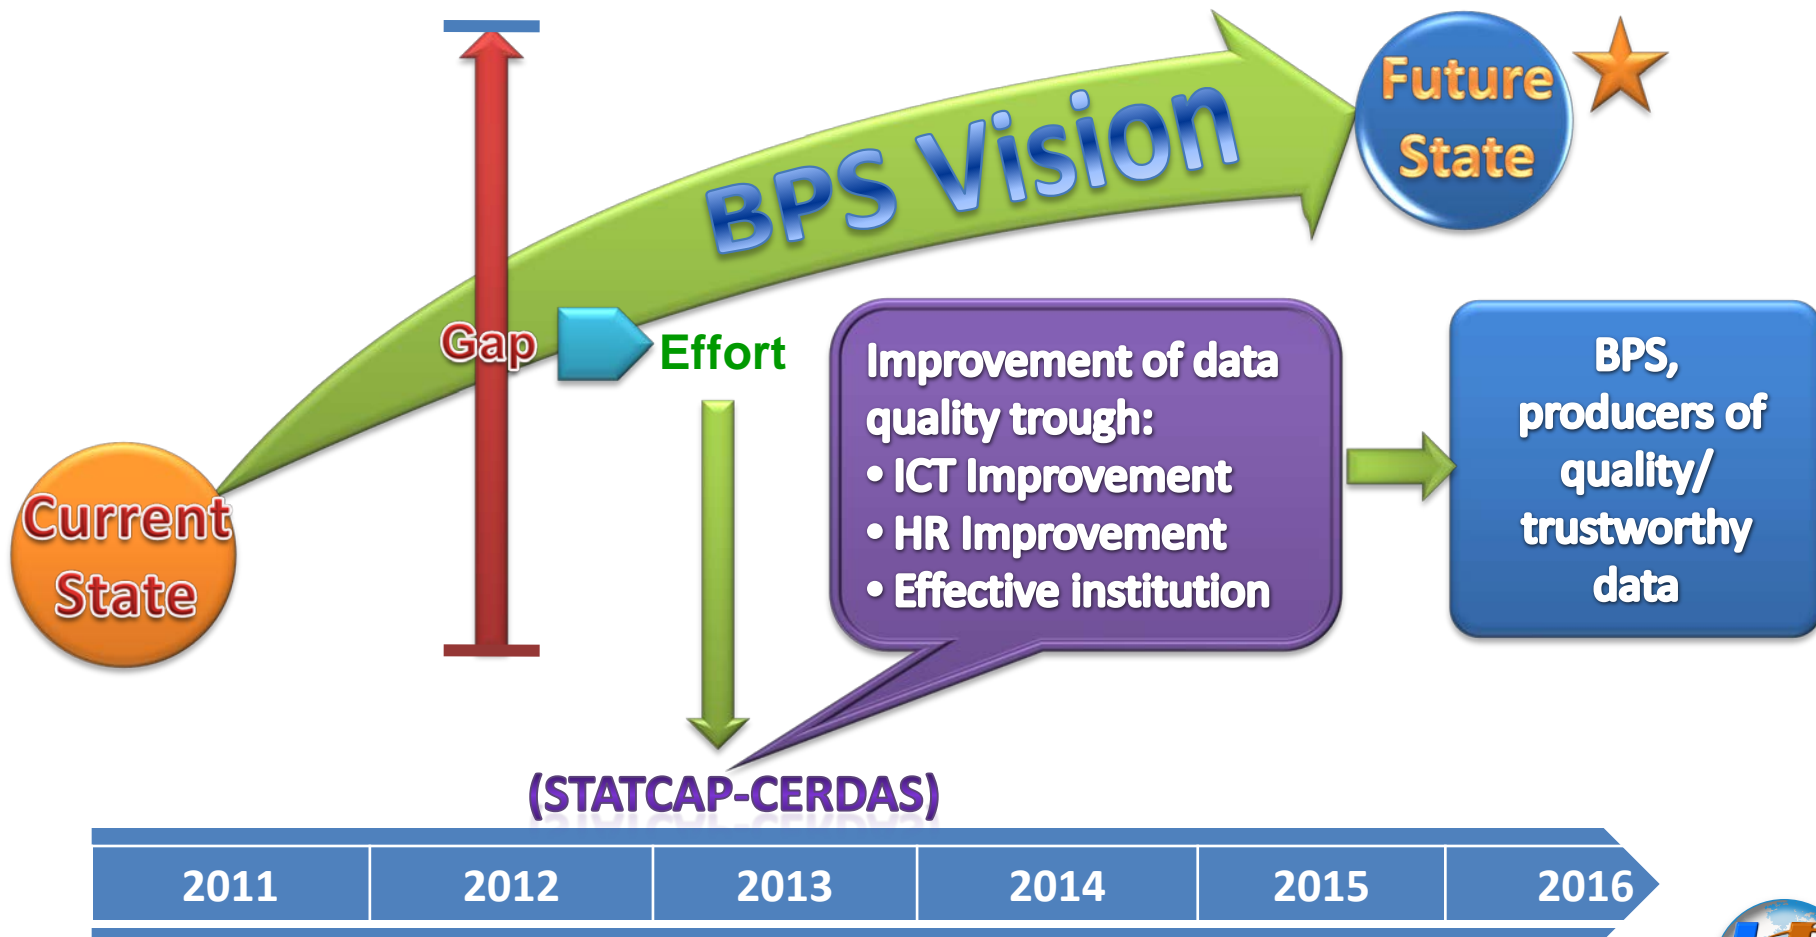 Future
State
BPS Vision
Gap
Effort
Current
State
Improvement of data
quality trough:
• ICT Improvement
• HR Improvement
• Effective institution
BPS,
producers of
quality/
trustworthy
data
(STATCAP-CERDAS)
2011 2012 2013 2014 2015 2016